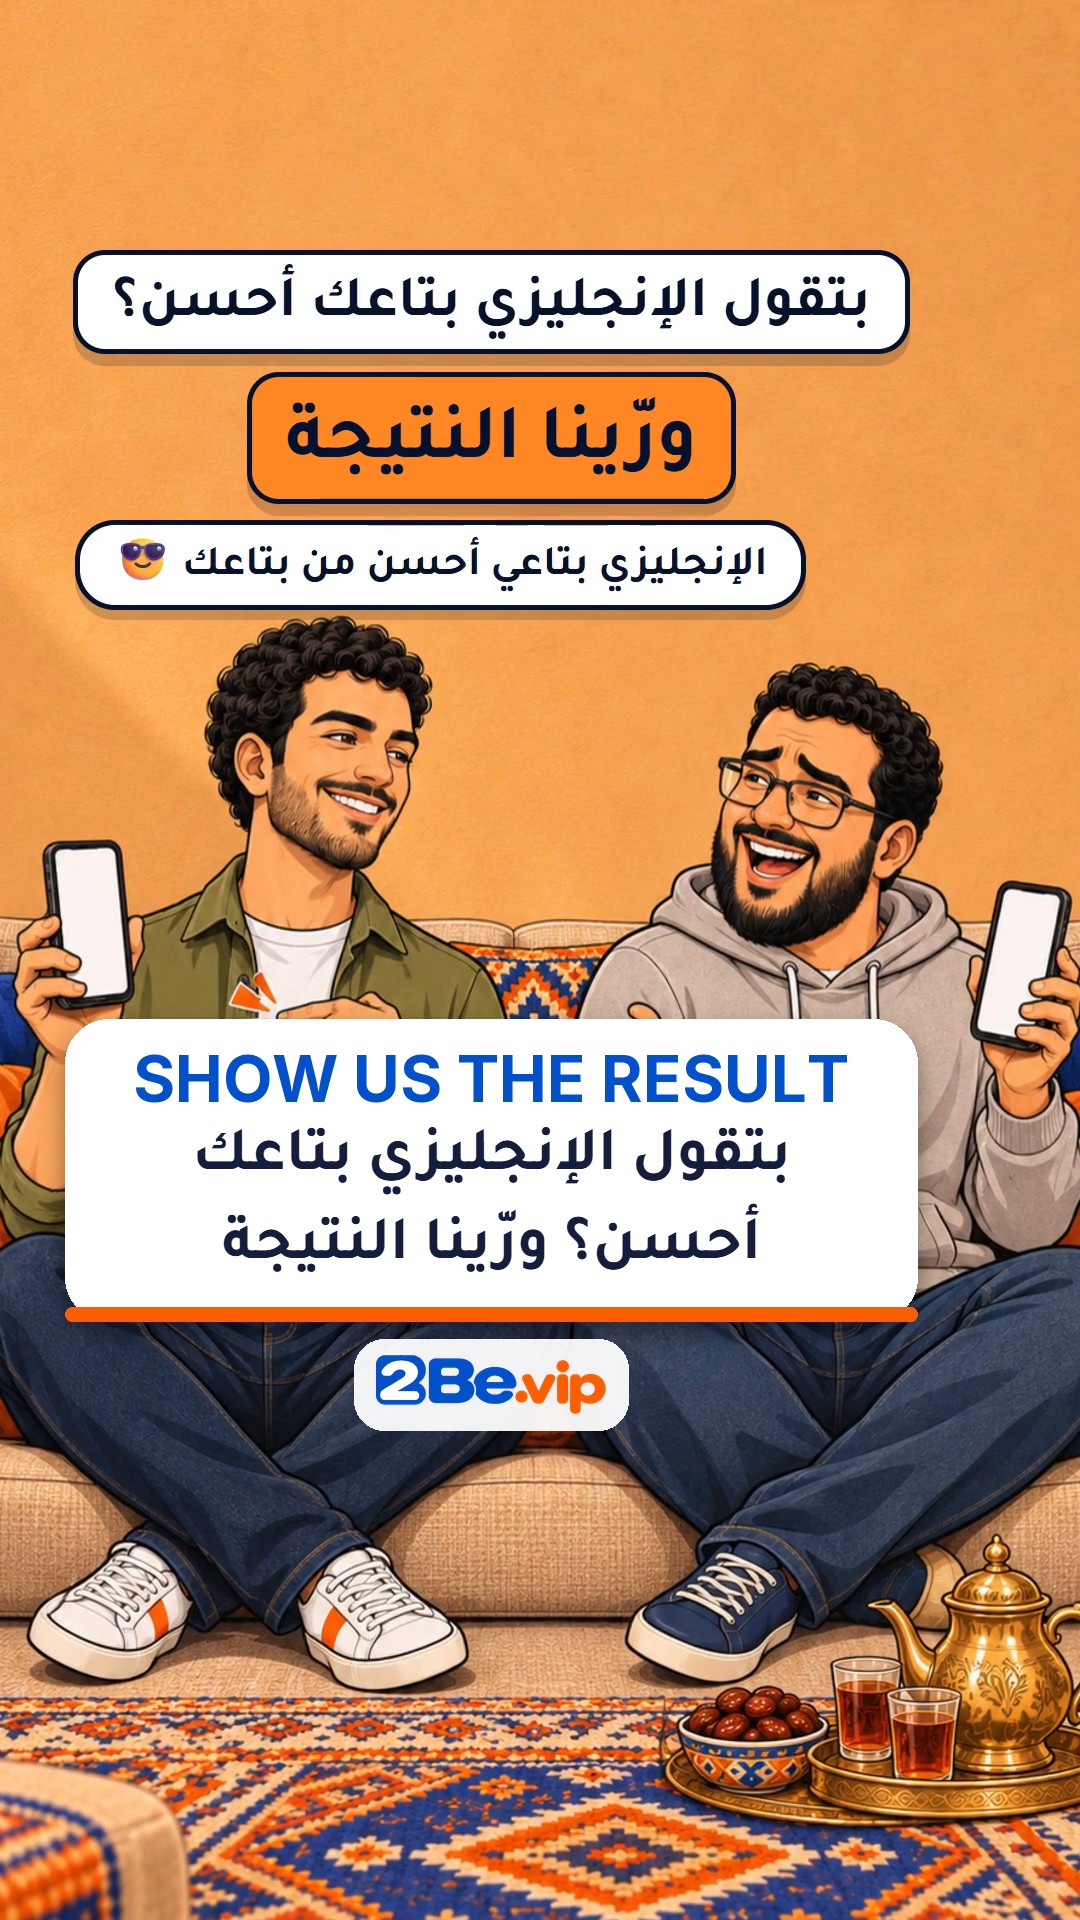 بتقول الإنجليزي بتاعك أحسن؟
ورّينا النتيجة
الإنجليزي بتاعي أحسن من بتاعك 😎
SHOW US THE RESULT
بتقول الإنجليزي بتاعك
أحسن؟ ورّينا النتيجة
2Be.vip